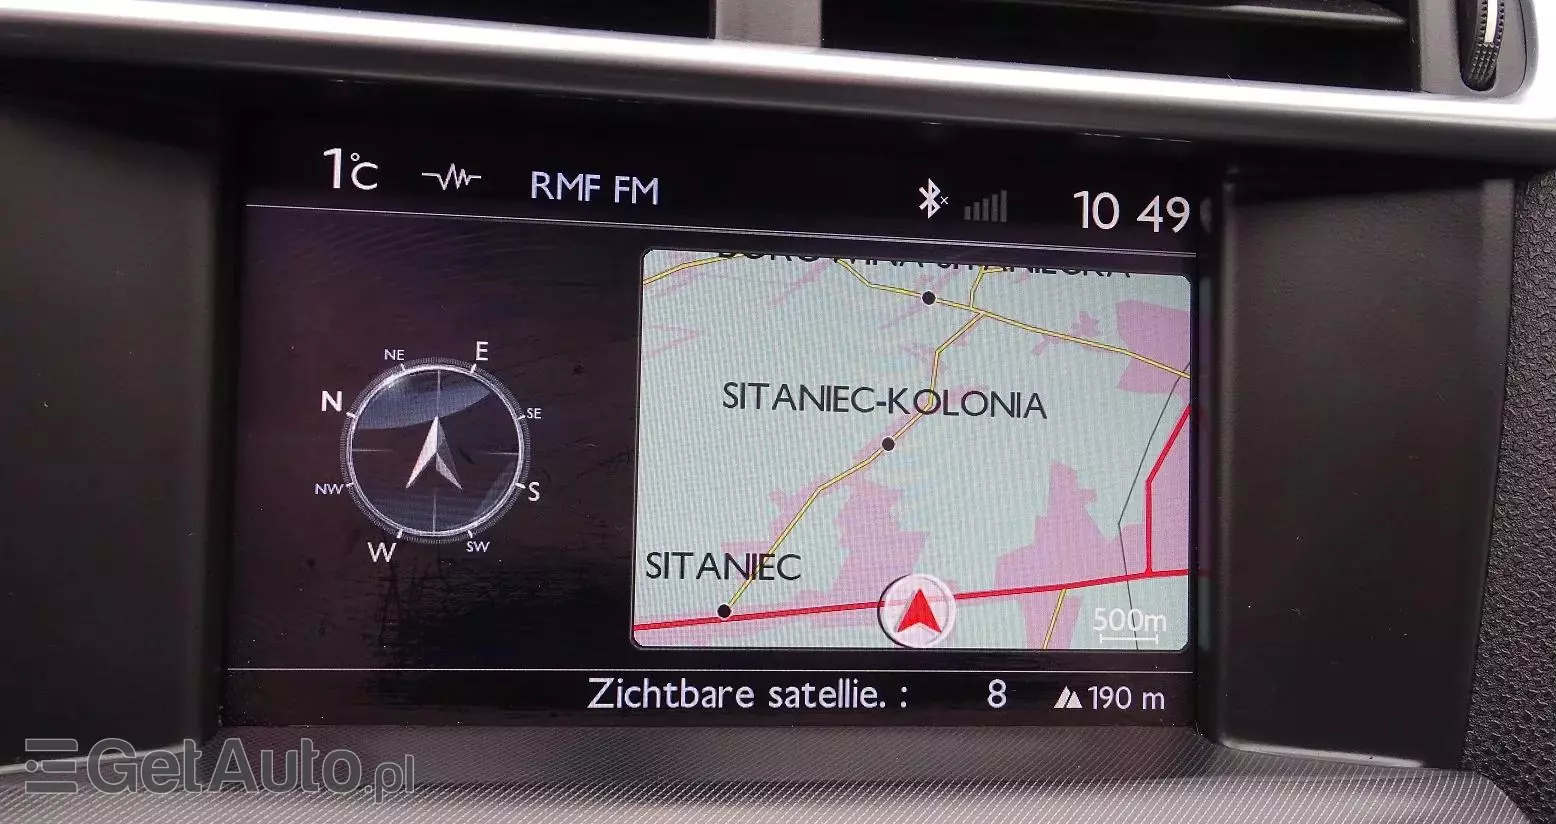 1°C RMF FM 10 49
NE E
N SE
NW S
W SW
SITANIEC-KOLONIA
SITANIEC
500m
Zichtbare satellie. : 8 190 m
GetAuto.pl